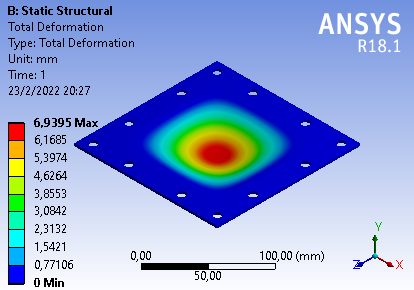 B: Static Structural
Total Deformation
Type: Total Deformation
Unit: mm
Time: 1
23/2/2022 20:27
ANSYS
R18.1
6,9395 Max
6,1685
5,3974
4,6264
3,8553
3,0842
2,3132
1,5421
0,77106
0 Min
0,00
100,00 (mm)
50,00
Y
Z
X